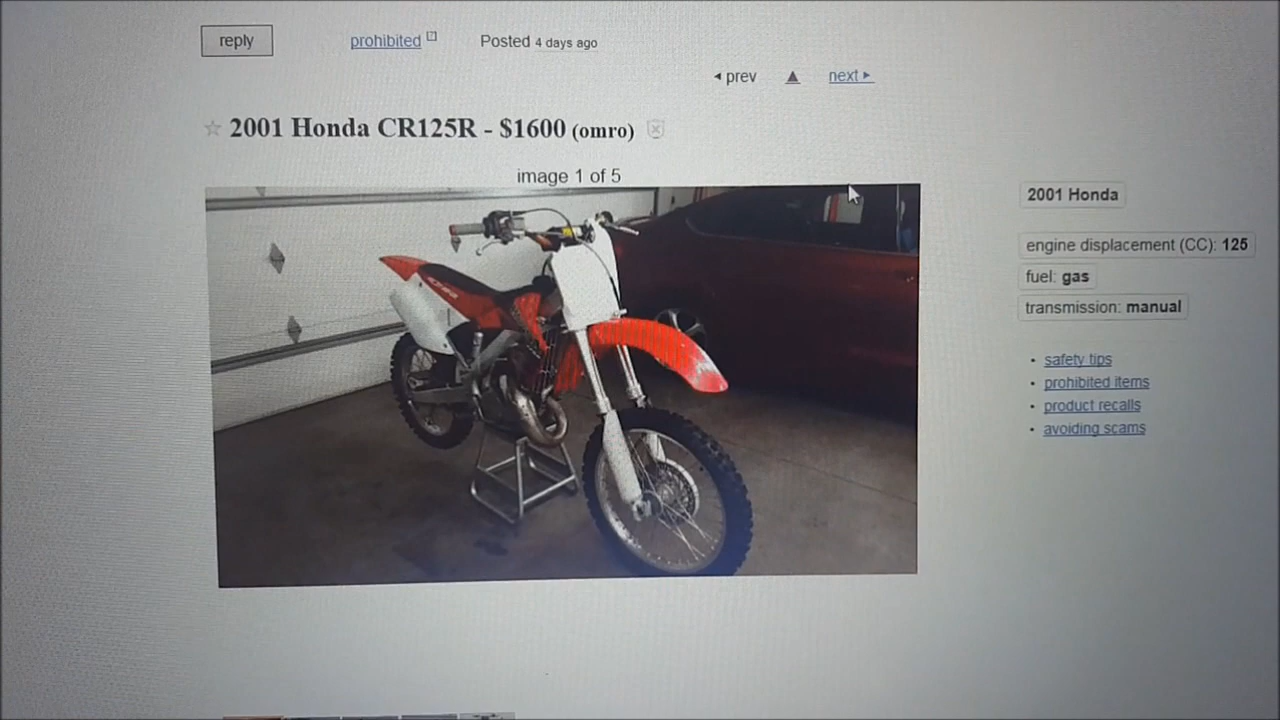 reply
prohibited [?]
Posted 4 days ago
◂ prev ▲ next ▸
☆ 2001 Honda CR125R - $1600 (omro)
image 1 of 5
2001 Honda
engine displacement (CC): 125
fuel: gas
transmission: manual
• safety tips
• prohibited items
• product recalls
• avoiding scams